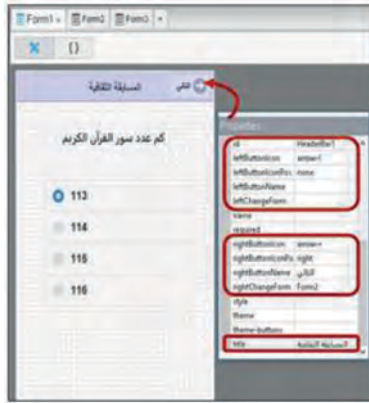 Form1 Form2 Form3
{}
المسابقة الثقافية التالي
كم عدد سور القرآن الكريم
113
114
115
116
Properties
id HeaderBar1
leftButtonIcon arrow-l
leftButtonIconPos none
leftButtonName
leftChangeForm
name
required
rightButtonIcon arrow-r
rightButtonIconPo right
rightButtonName التالي
rightChangeForm Form2
style
theme
theme-buttons
title المسابقة الثقافية